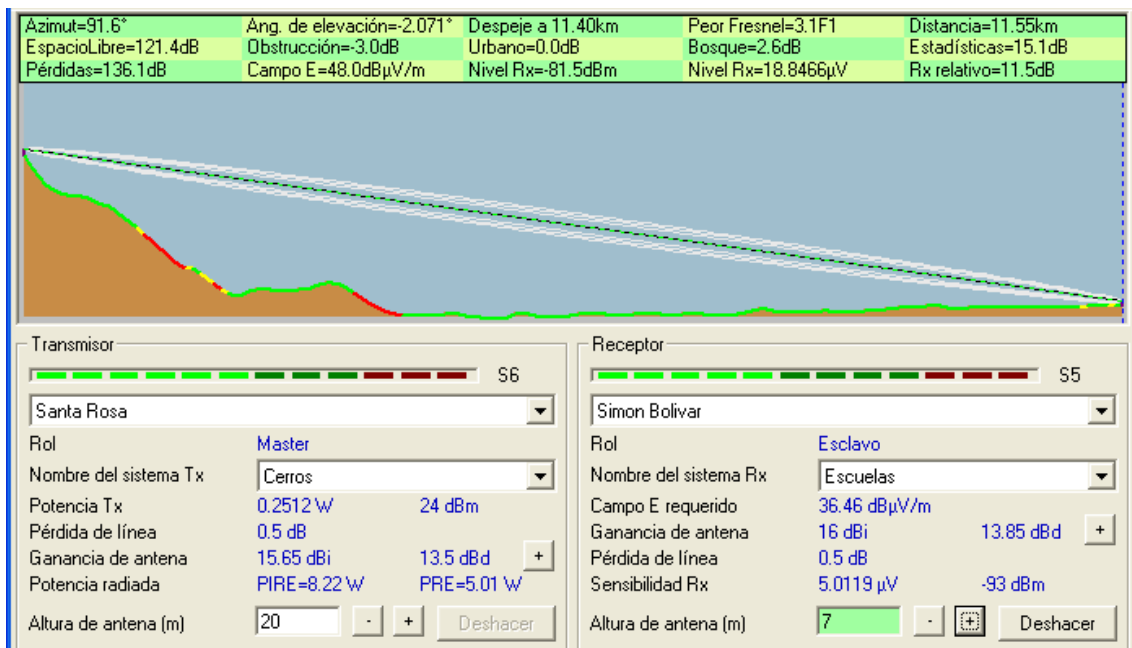 Azimut=91.6° Ang. de elevación=-2.071° Despeje a 11.40km Peor Fresnel=3.1F1 Distancia=11.55km
EspacioLibre=121.4dB Obstrucción=-3.0dB Urbano=0.0dB Bosque=2.6dB Estadísticas=15.1dB
Pérdidas=136.1dB Campo E=48.0dBµV/m Nivel Rx=-81.5dBm Nivel Rx=18.8466µV Rx relativo=11.5dB
Transmisor
S6
Santa Rosa
Rol Master
Nombre del sistema Tx Cerros
Potencia Tx 0.2512 W 24 dBm
Pérdida de línea 0.5 dB
Ganancia de antena 15.65 dBi 13.5 dBd +
Potencia radiada PIRE=8.22 W PRE=5.01 W
Altura de antena (m) 20 - + Deshacer
Receptor
S5
Simon Bolivar
Rol Esclavo
Nombre del sistema Rx Escuelas
Campo E requerido 36.46 dBµV/m
Ganancia de antena 16 dBi 13.85 dBd +
Pérdida de línea 0.5 dB
Sensibilidad Rx 5.0119 µV -93 dBm
Altura de antena (m) 7 - + Deshacer